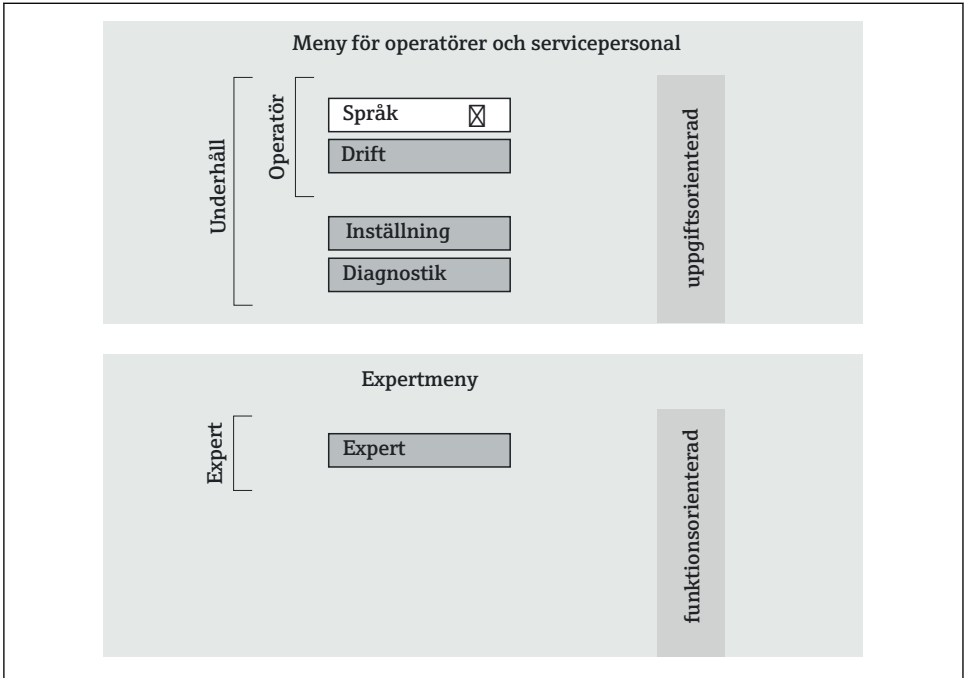 Meny för operatörer och servicepersonal
Underhåll
Operatör
Språk
Drift
Inställning
Diagnostik
uppgiftsorienterad
Expertmeny
Expert
Expert
funktionsorienterad